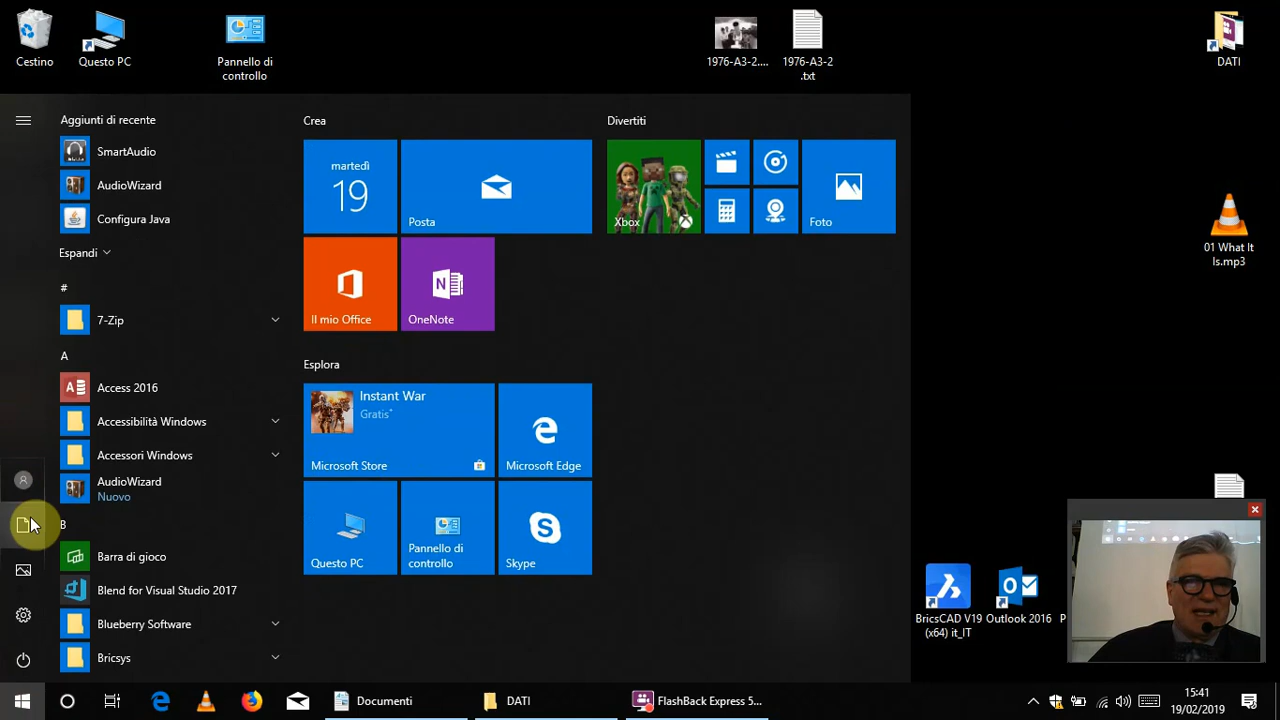 Cestino
Questo PC
Pannello di
controllo
1976-A3-2....
1976-A3-2
.txt
DATI
Aggiunti di recente
SmartAudio
AudioWizard
Configura Java
Espandi
#
7-Zip
A
Access 2016
Accessibilità Windows
Accessori Windows
AudioWizard
Nuovo
B
Barra di gioco
Blend for Visual Studio 2017
Blueberry Software
Bricsys
Crea
martedì
19
Posta
Il mio Office
OneNote
Esplora
Instant War
Gratis*
Microsoft Store
Microsoft Edge
Questo PC
Pannello di
controllo
Skype
Divertiti
Xbox
Foto
01 What It
Is.mp3
BricsCAD V19
(x64) it_IT
Outlook 2016
P
Documenti
DATI
FlashBack Express 5...
15:41
19/02/2019